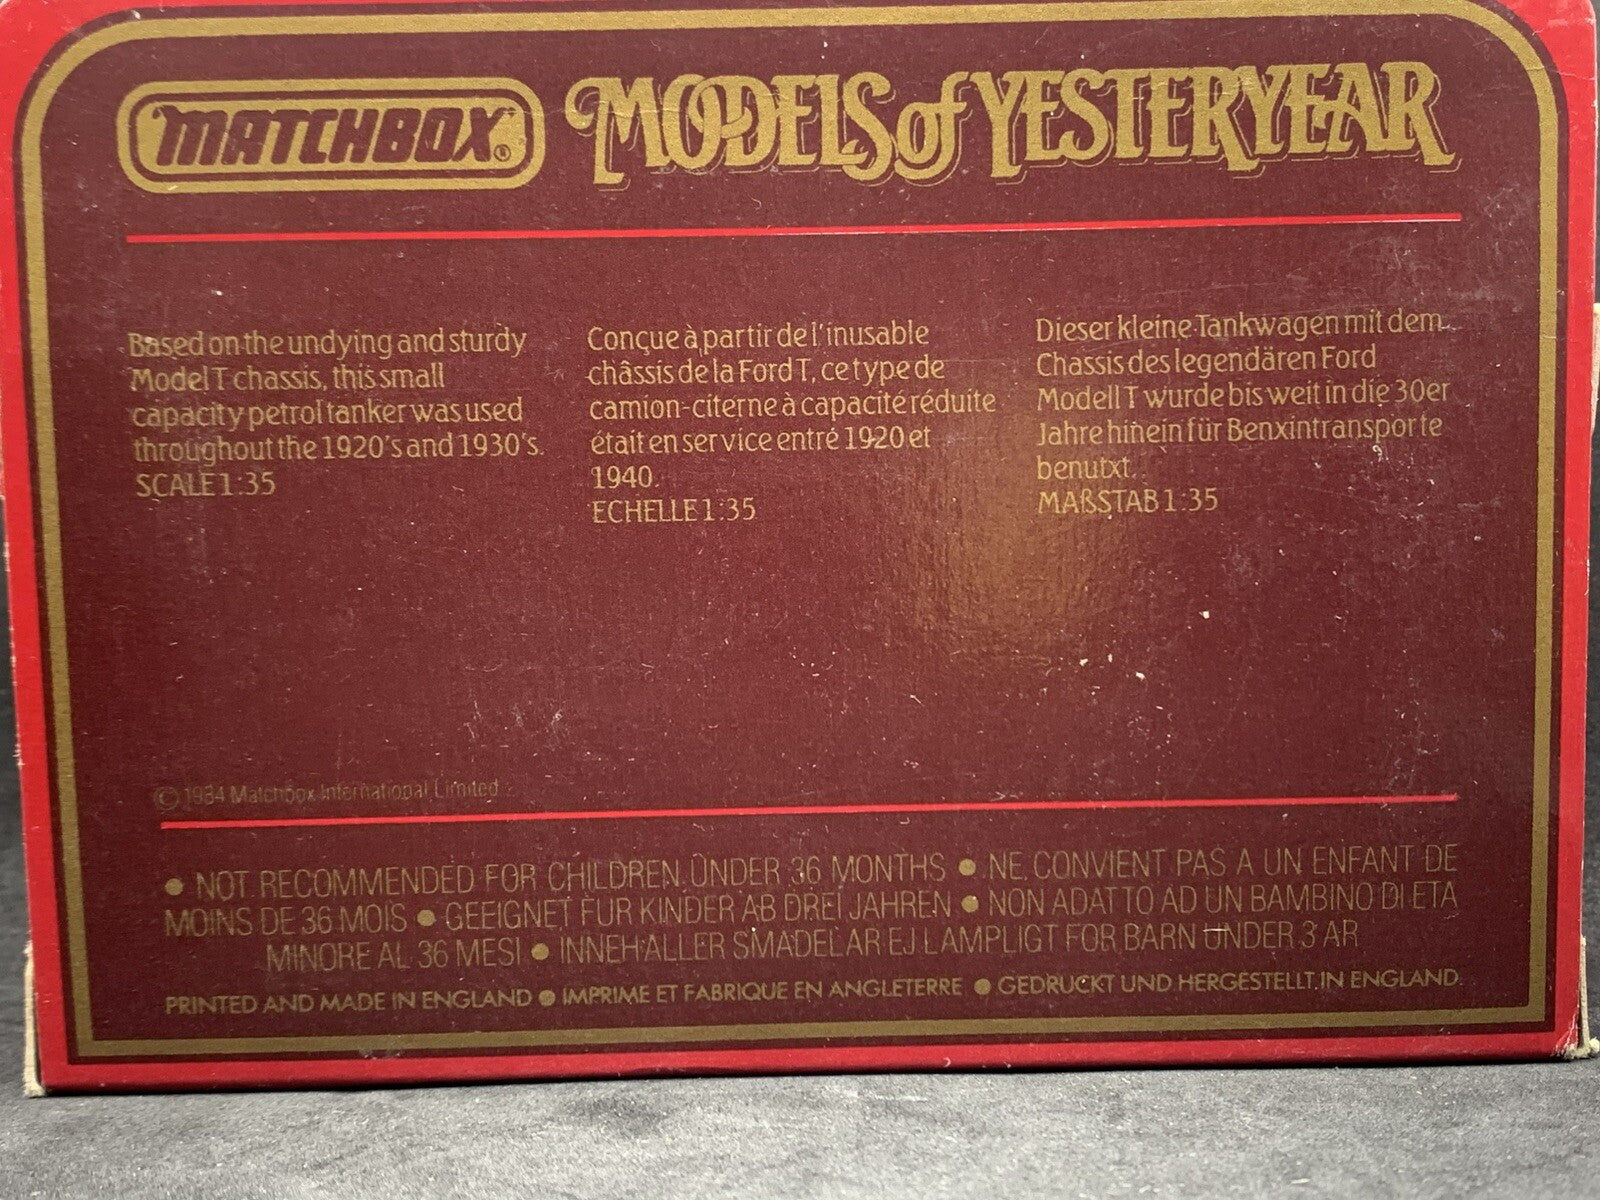 MATCHBOX® MODELS of YESTERYEAR
Based on the undying and sturdy
Model T chassis, this small
capacity petrol tanker was used
throughout the 1920's and 1930's.
SCALE 1:35
Conçue à partir de l'inusable
châssis de la Ford T, ce type de
camion-citerne à capacité réduite
était en service entre 1920 et
1940.
ECHELLE 1:35
Dieser kleine Tankwagen mit dem
Chassis des legendären Ford
Modell T wurde bis weit in die 30er
Jahre hinein für Benxintransporte
benutxt.
MAßSTAB 1:35
© 1984 Matchbox International Limited
● NOT RECOMMENDED FOR CHILDREN UNDER 36 MONTHS ● NE CONVIENT PAS A UN ENFANT DE
MOINS DE 36 MOIS ● GEEIGNET FUR KINDER AB DREI JAHREN ● NON ADATTO AD UN BAMBINO DI ETA
MINORE AL 36 MESI ● INNEHALLER SMADELAR EJ LAMPLIGT FOR BARN UNDER 3 AR
PRINTED AND MADE IN ENGLAND ● IMPRIME ET FABRIQUE EN ANGLETERRE ● GEDRUCKT UND HERGESTELLT IN ENGLAND.